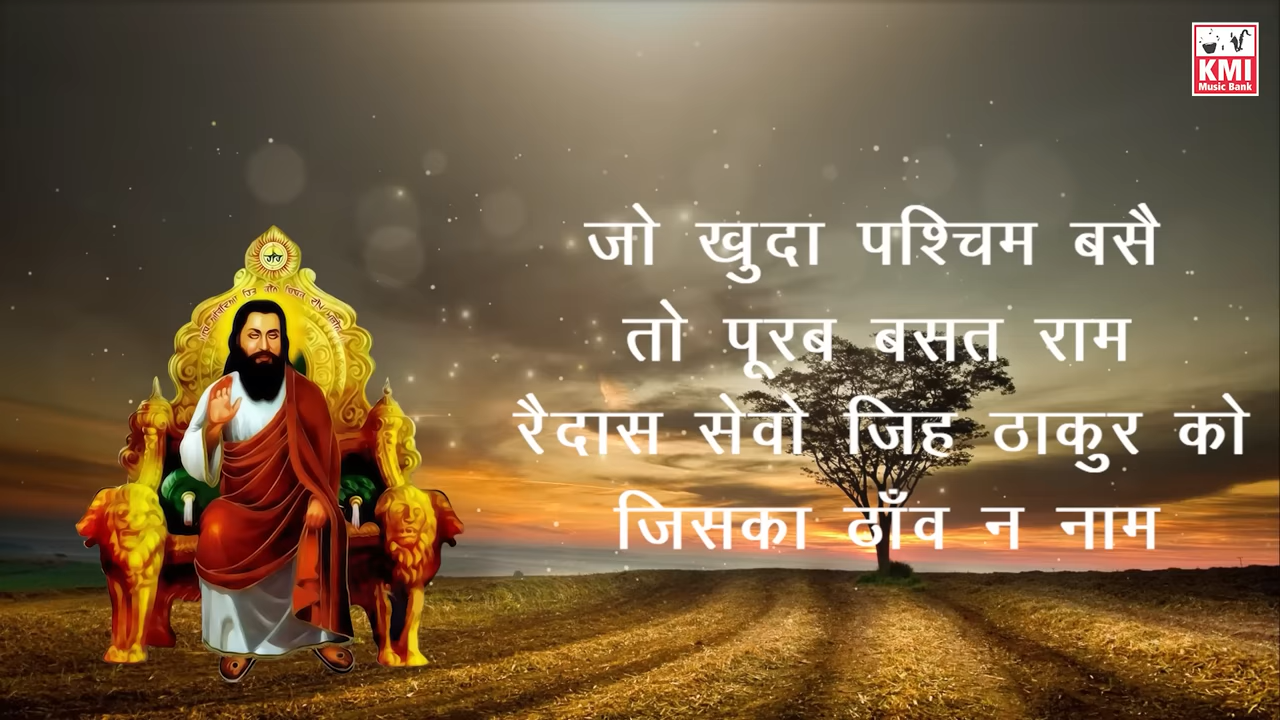 KMI
Music Bank
जो खुदा पश्चिम बसै
तो पूरब बसत राम
रैदास सेवो जिह ठाकुर को
जिसका ठाँव न नाम